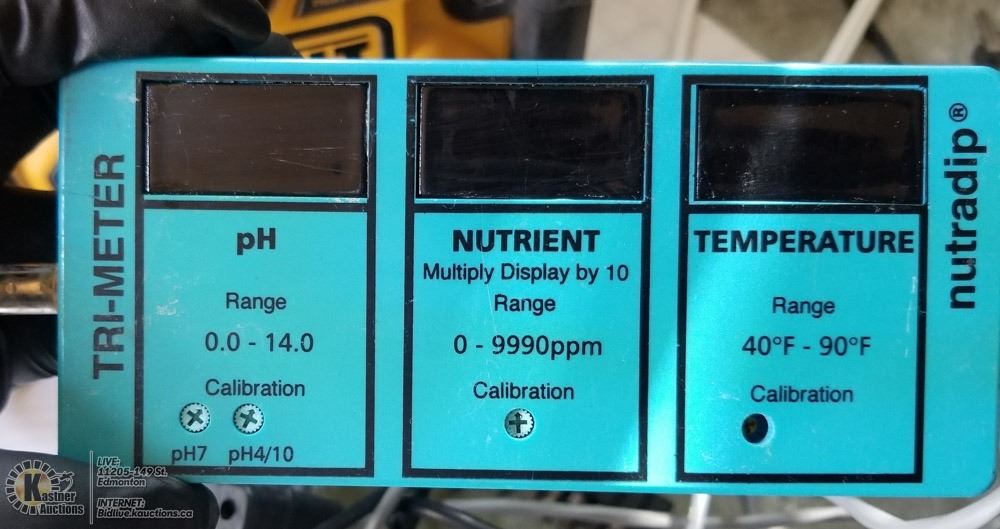 TRI-METER
pH
Range
0.0 - 14.0
Calibration
pH7 pH4/10
NUTRIENT
Multiply Display by 10
Range
0 - 9990ppm
Calibration
TEMPERATURE
Range
40°F - 90°F
Calibration
nutradip®
Kastner
Auctions
LIVE:
11205-149 St.
Edmonton
INTERNET:
Bidlive.kauctions.ca